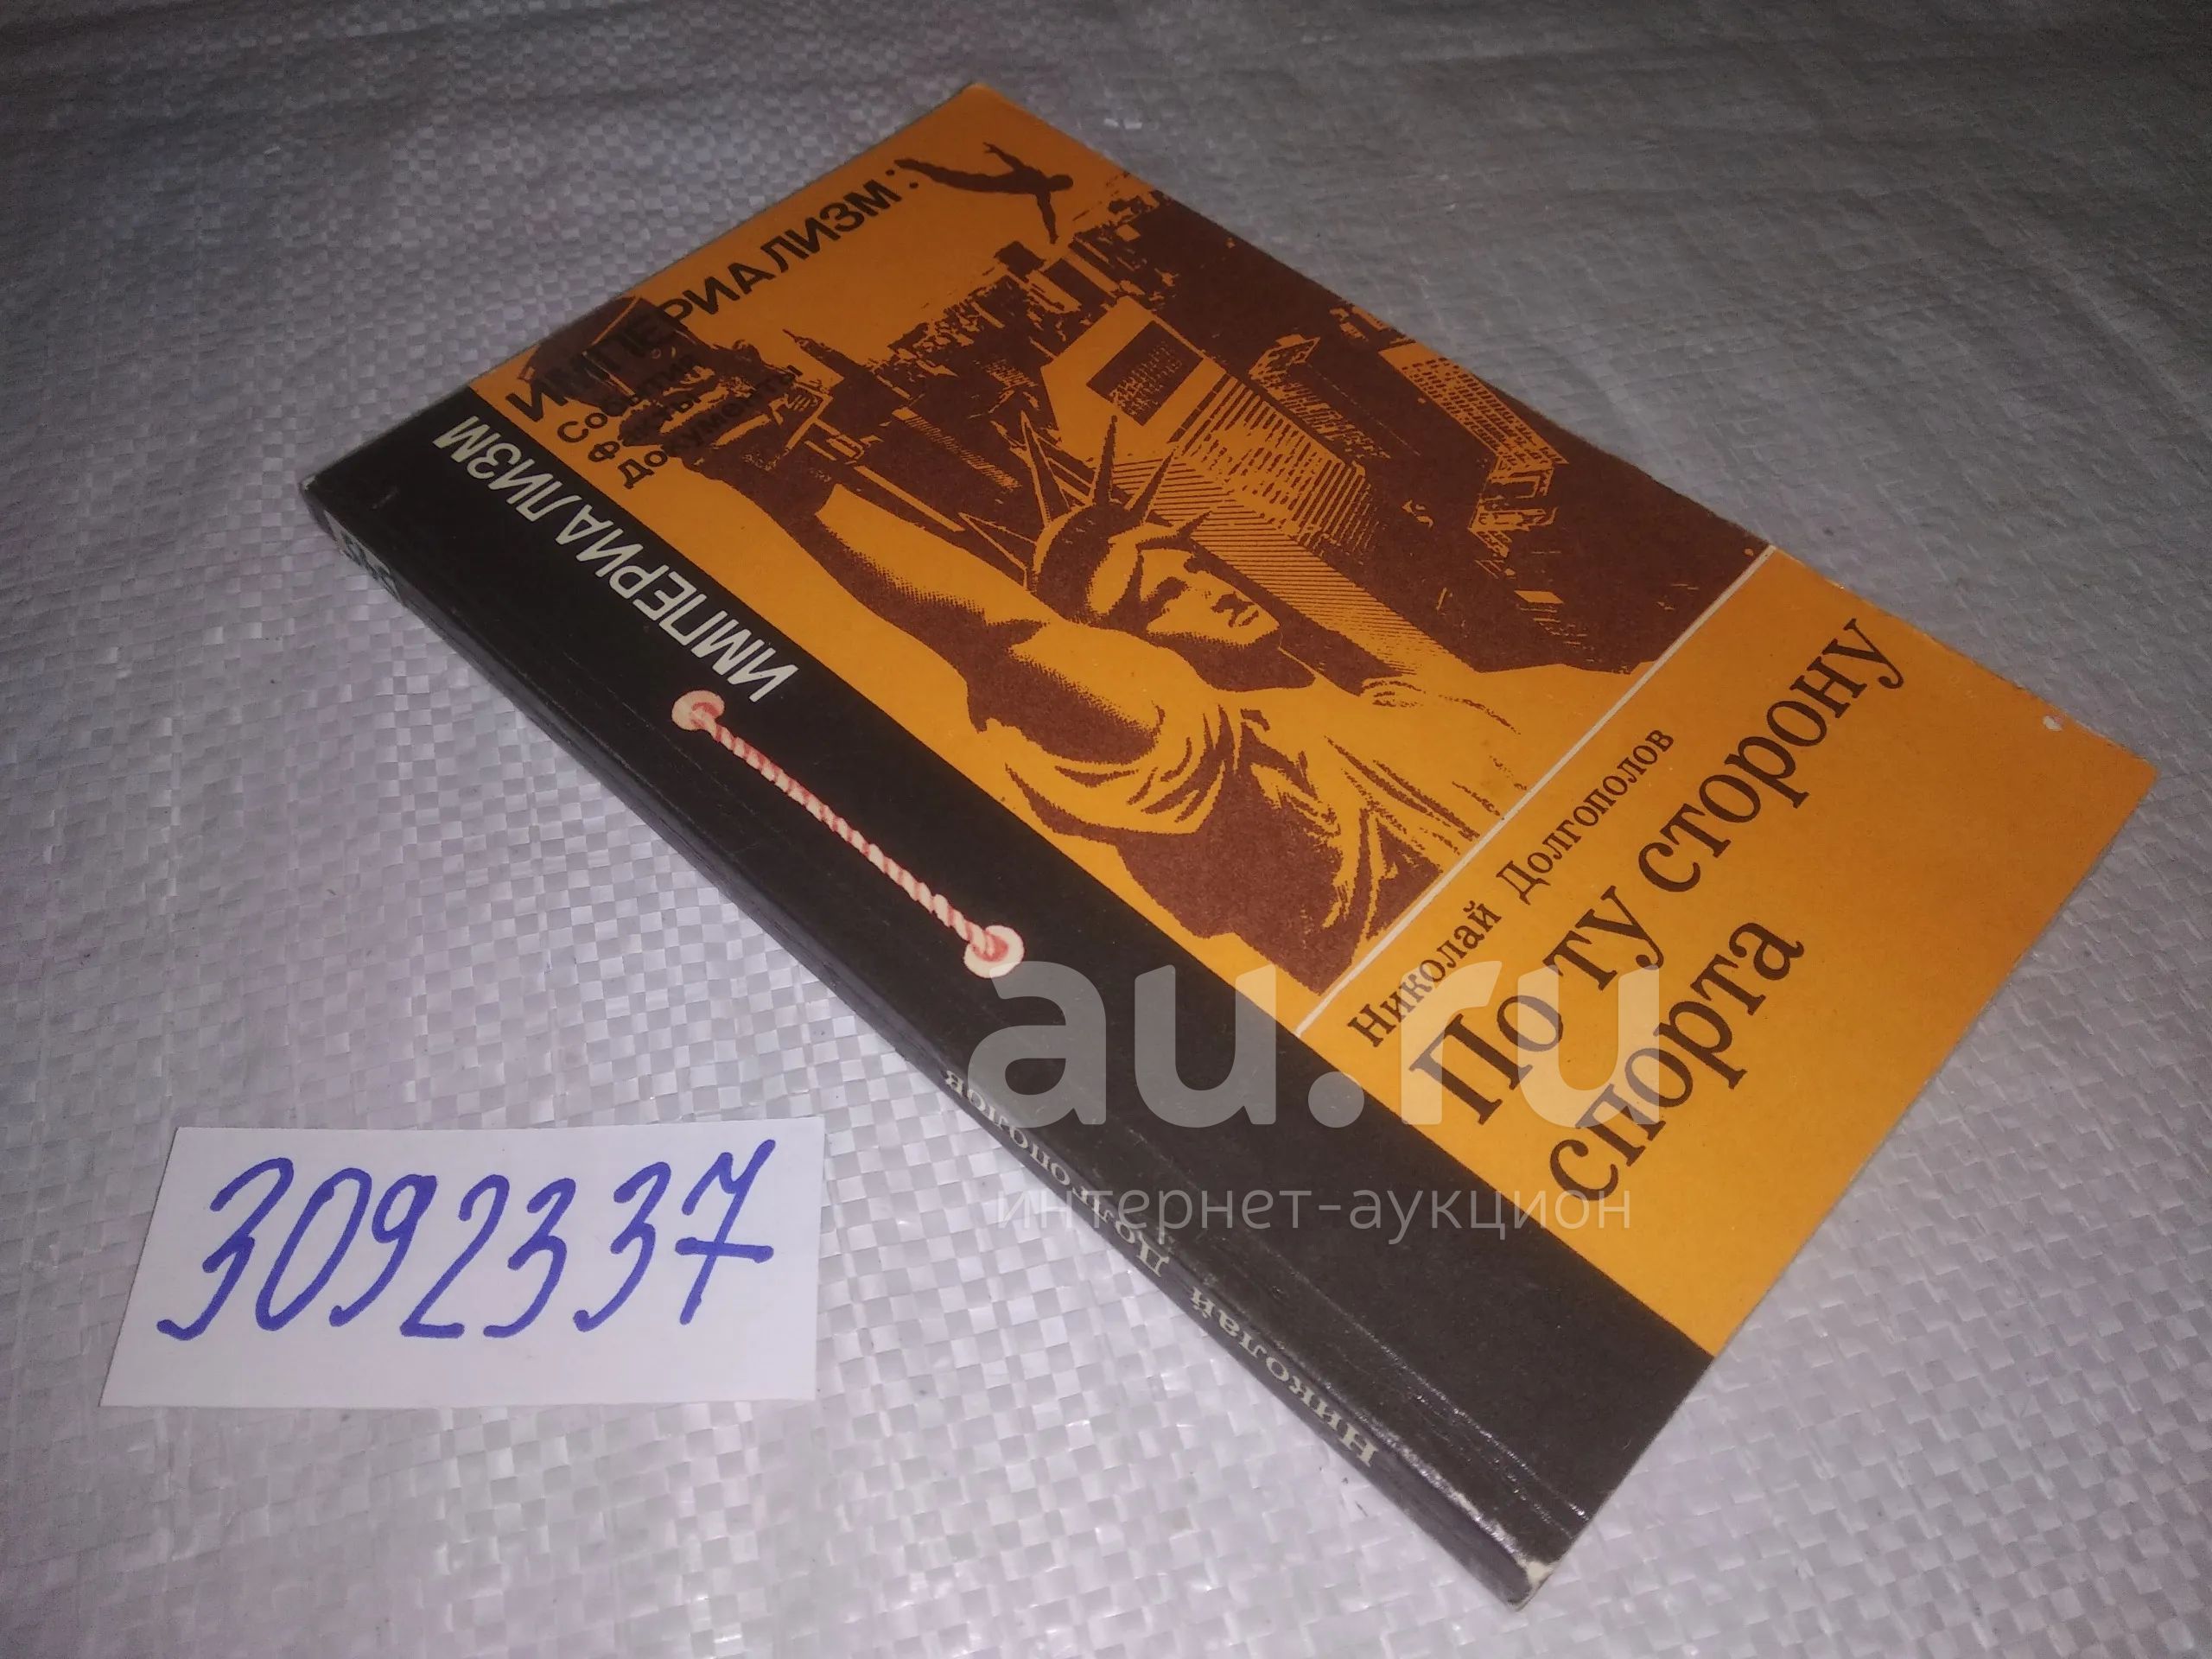 ИМПЕРИАЛИЗМ:
События
Факты
Документы
ИМПЕРИАЛИЗМ
Николай Долгополов
По ту сторону
спорта
Николай Долгополов
3092337
au.ru
интернет-аукцион